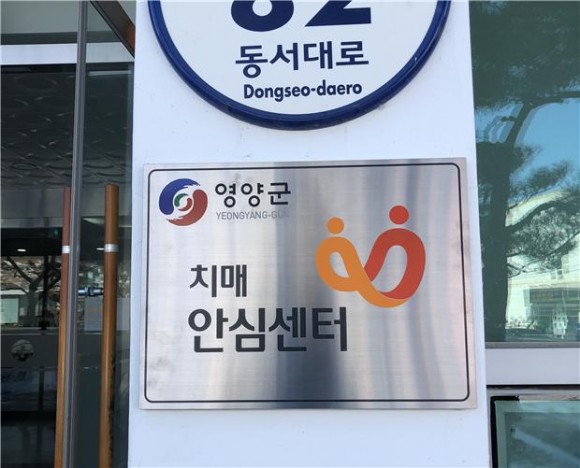 82
동서대로
Dongseo-daero
영양군
YEONGYANG-GUN
치매
안심센터